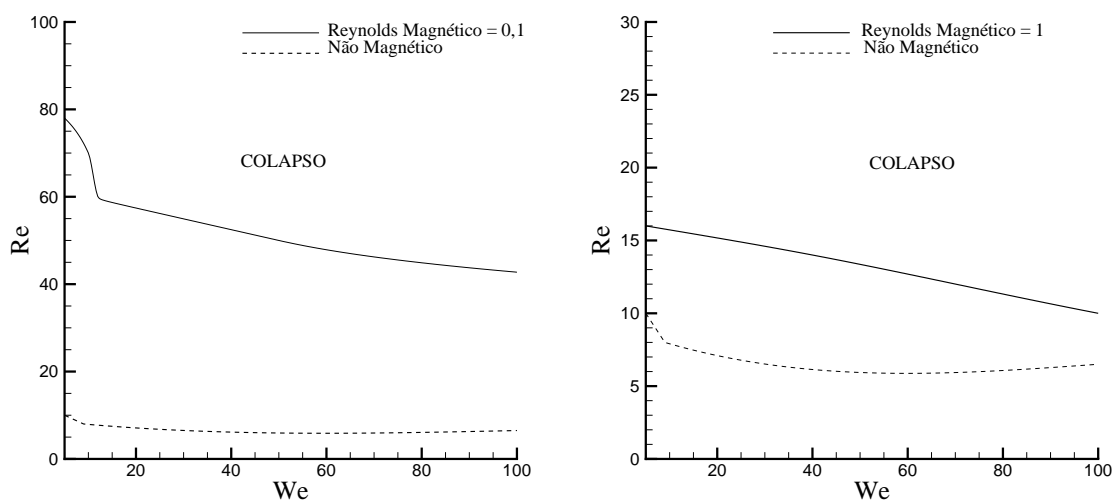 100
80
60
40
20
0
Re
20
40
60
80
100
We
Reynolds Magnético = 0,1
Não Magnético
COLAPSO
30
25
20
15
10
5
0
Re
20
40
60
80
100
We
Reynolds Magnético = 1
Não Magnético
COLAPSO